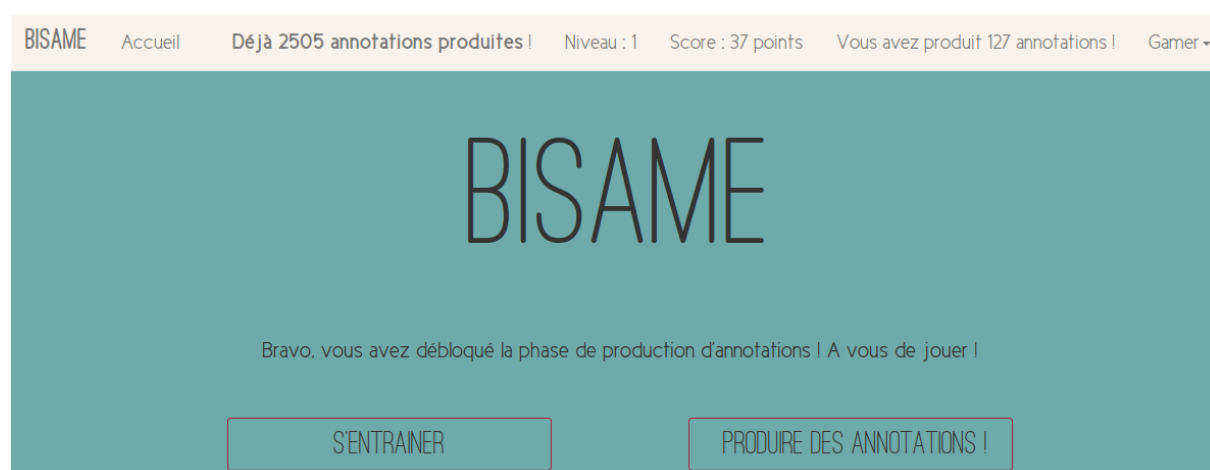 BISAME Accueil Déjà 2505 annotations produites ! Niveau : 1 Score : 37 points Vous avez produit 127 annotations ! Gamer
BISAME
Bravo, vous avez débloqué la phase de production d'annotations ! A vous de jouer !
S'ENTRAINER PRODUIRE DES ANNOTATIONS !